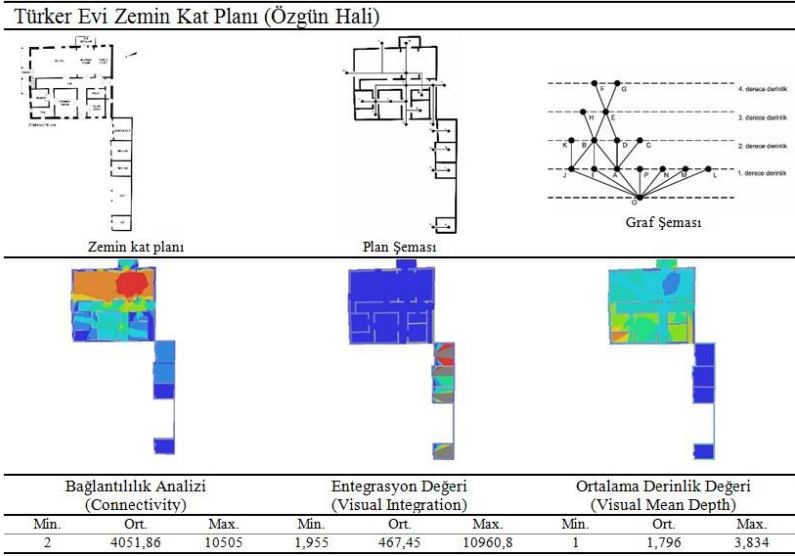 Türker Evi Zemin Kat Planı (Özgün Hali)
F G 4. derece derinlik
H E 3. derece derinlik
K B D C 2. derece derinlik
J I A P N M L 1. derece derinlik
O
Graf Şeması
Zemin kat planı Plan Şeması
Bağlantılılık Analizi Entegrasyon Değeri Ortalama Derinlik Değeri
(Connectivity) (Visual Integration) (Visual Mean Depth)
Min. Ort. Max. Min. Ort. Max. Min. Ort. Max.
2 4051,86 10505 1,955 467,45 10960,8 1 1,796 3,834